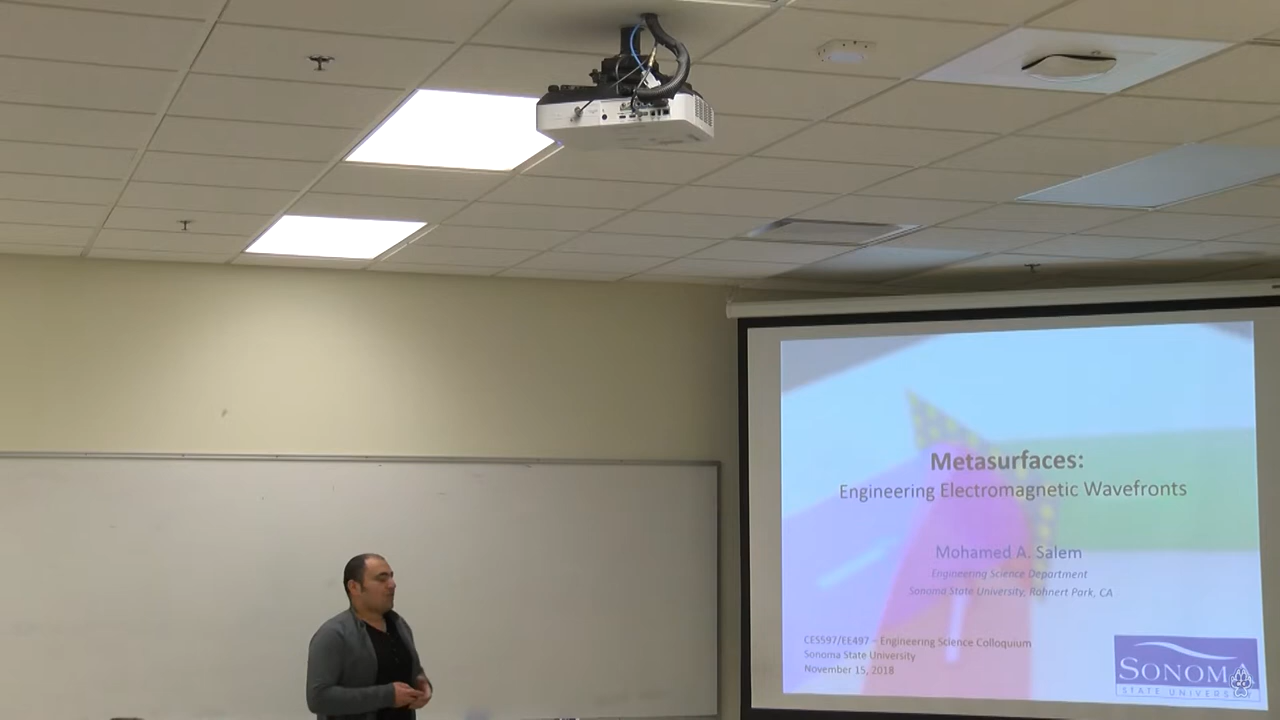 Metasurfaces:
Engineering Electromagnetic Wavefronts
Mohamed A. Salem
Engineering Science Department
Sonoma State University, Rohnert Park, CA
CES597/EE497 – Engineering Science Colloquium
Sonoma State University
November 15, 2018
SONOMA
STATE UNIVERSITY